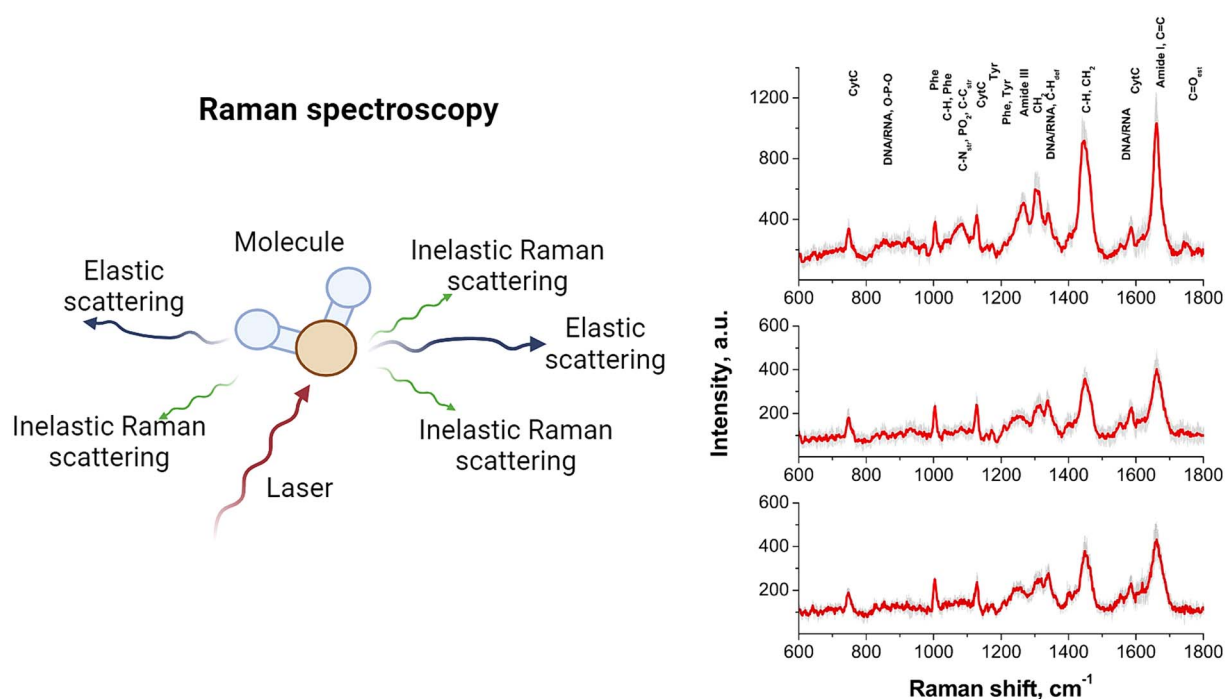 Raman spectroscopy
Molecule
Elastic
scattering
Inelastic Raman
scattering
Elastic
scattering
Inelastic Raman
scattering
Inelastic Raman
scattering
Laser
CytC
DNA/RNA, O-P-O
Phe
C-H, Phe
C-Nstr, PO2, C-Cstr
CytC
Tyr
Phe, Tyr
Amide III
CH2
DNA/RNA, C-Hdef
C-H, CH2
DNA/RNA
CytC
Amide I, C=C
C=Oest
1200
800
400
600 800 1000 1200 1400 1600 1800
600
400
200
600 800 1000 1200 1400 1600 1800
600
400
200
600 800 1000 1200 1400 1600 1800
Intensity, a.u.
Raman shift, cm⁻¹